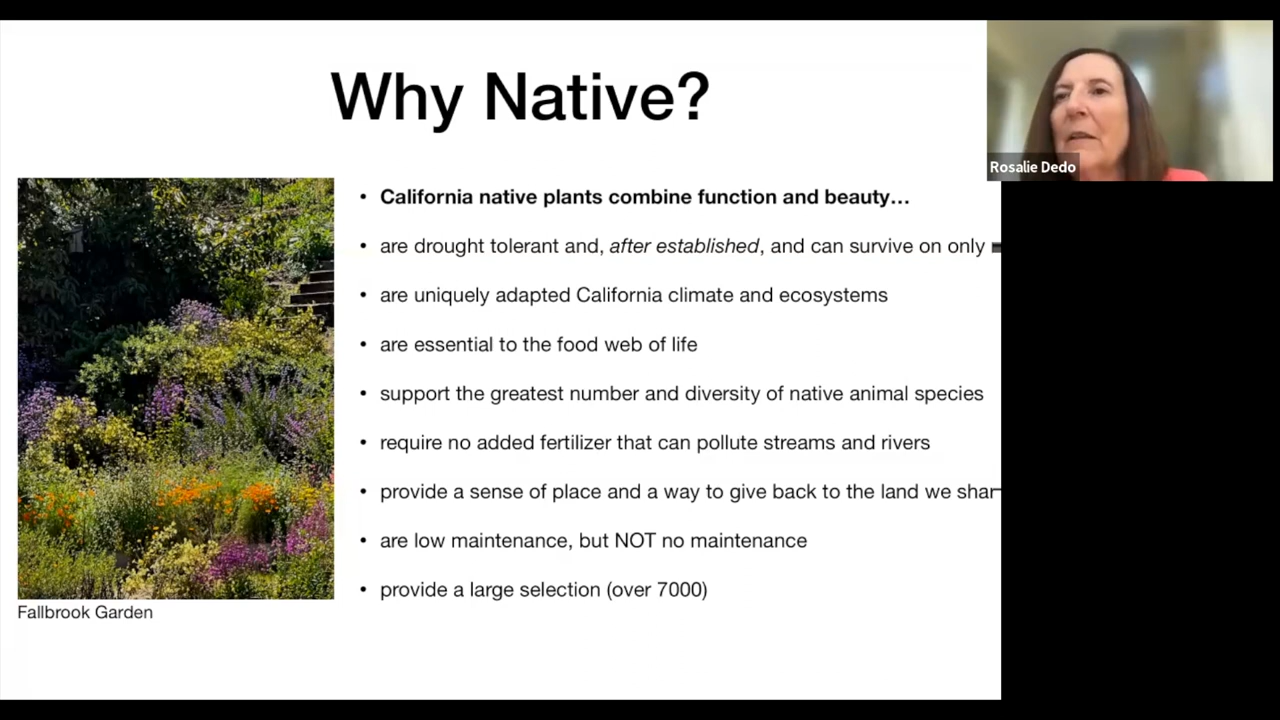 Why Native?
Rosalie Dedo
• California native plants combine function and beauty…
• are drought tolerant and, after established, and can survive on only
• are uniquely adapted California climate and ecosystems
• are essential to the food web of life
• support the greatest number and diversity of native animal species
• require no added fertilizer that can pollute streams and rivers
• provide a sense of place and a way to give back to the land we
• are low maintenance, but NOT no maintenance
• provide a large selection (over 7000)
Fallbrook Garden